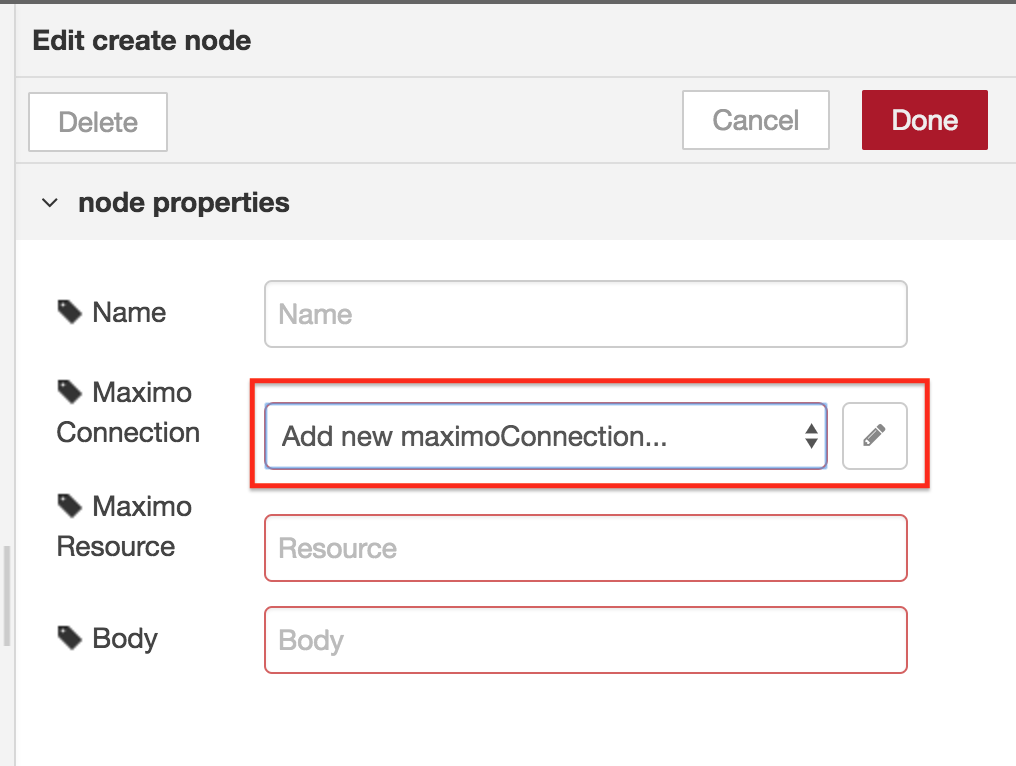 Edit create node
Delete
Cancel
Done
node properties
Name
Name
Maximo
Connection
Add new maximoConnection...
Maximo
Resource
Resource
Body
Body